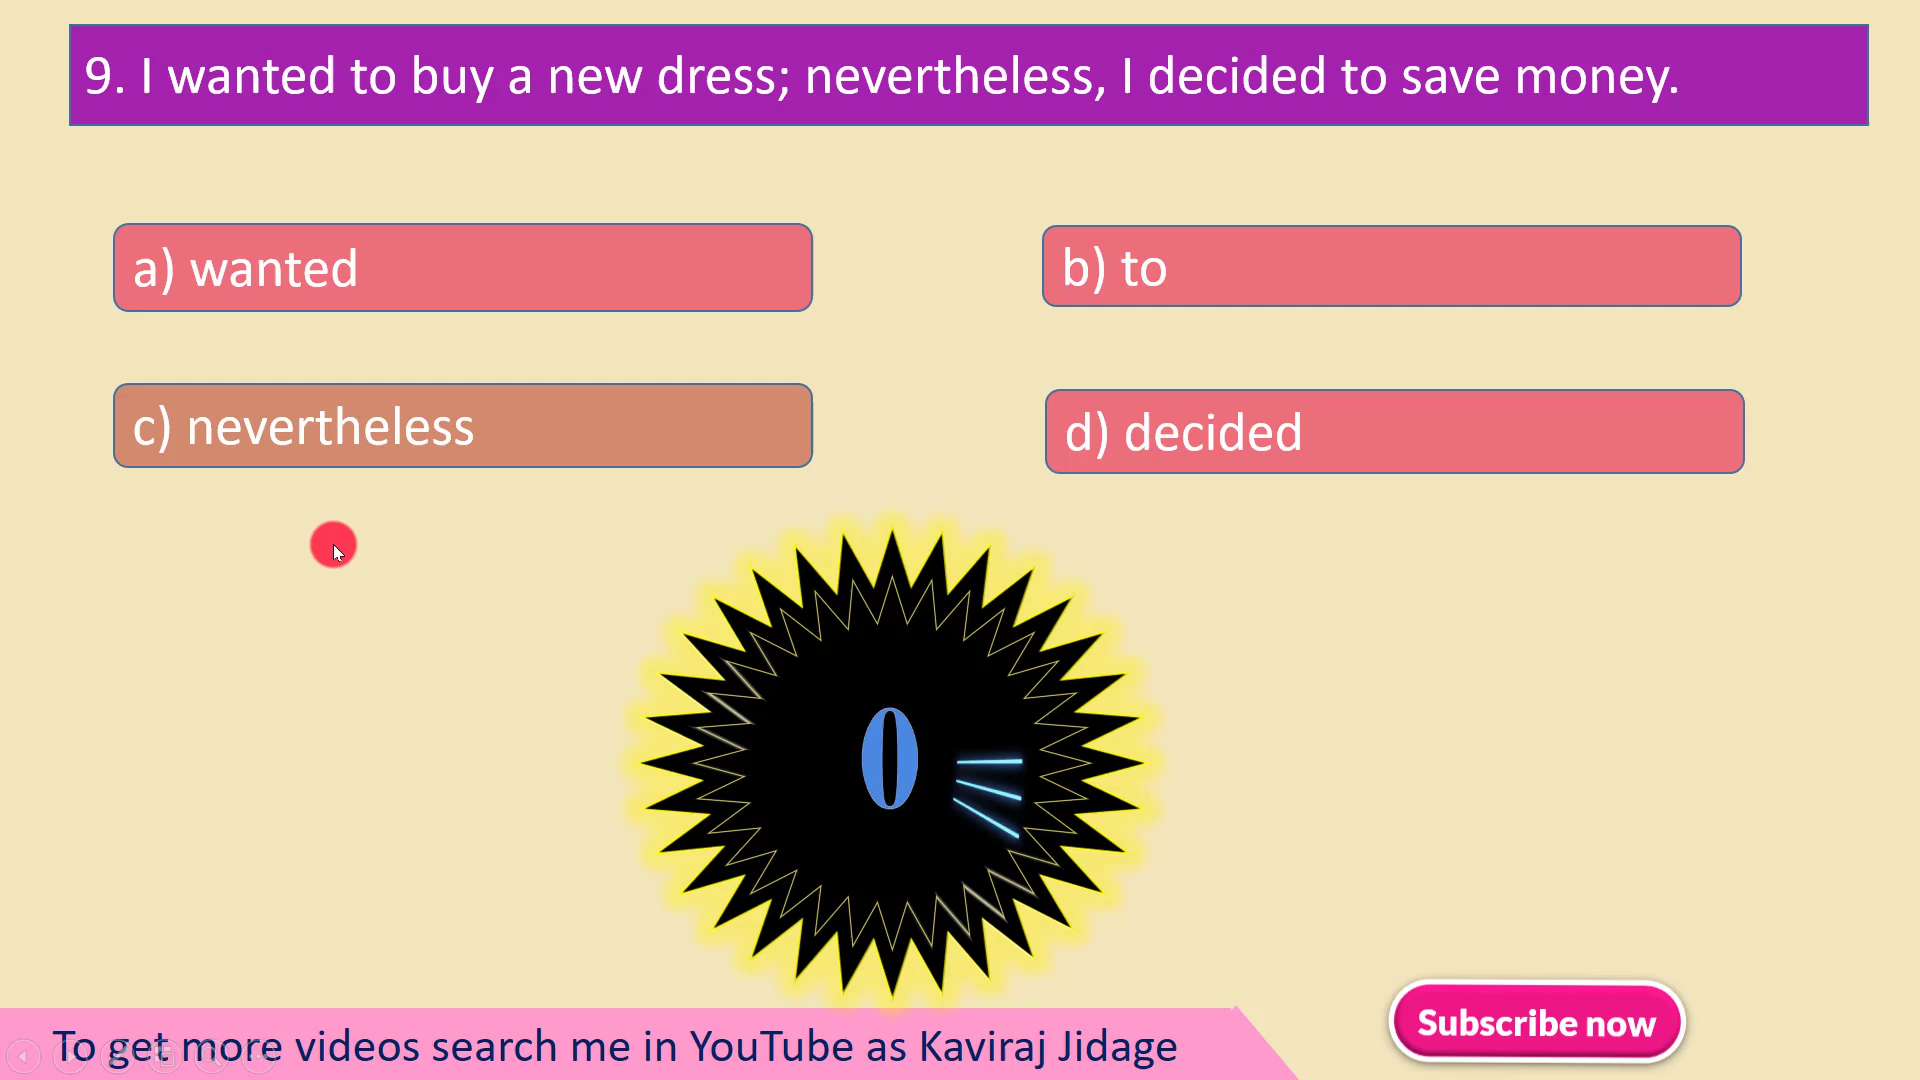 9. I wanted to buy a new dress; nevertheless, I decided to save money.
a) wanted
b) to
c) nevertheless
d) decided
0
To get more videos search me in YouTube as Kaviraj Jidage
Subscribe now